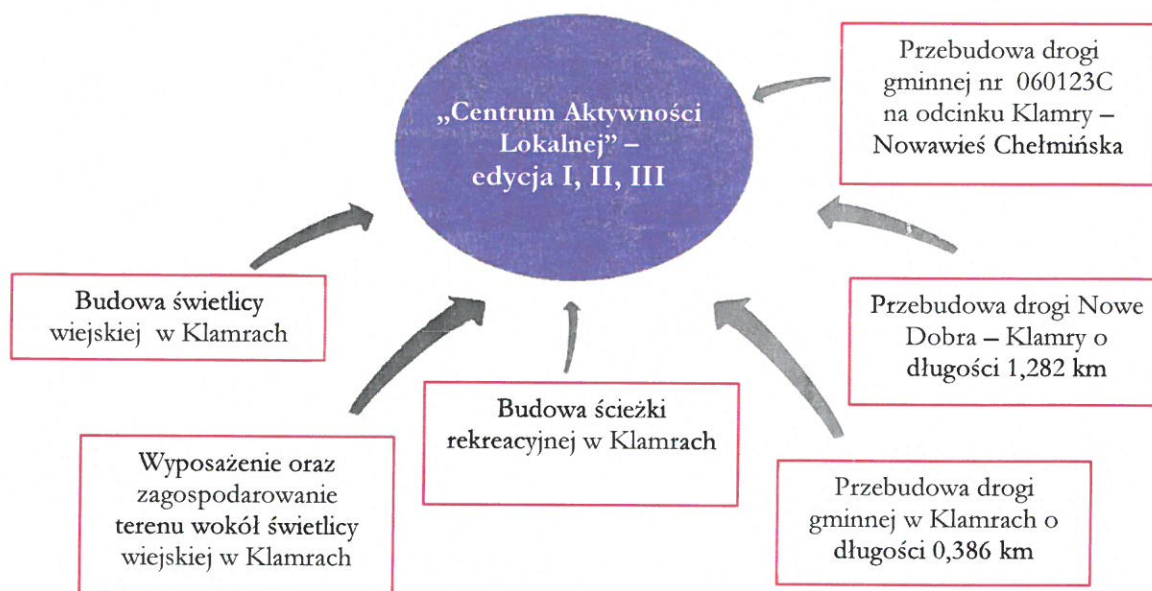 „Centrum Aktywności
Lokalnej” –
edycja I, II, III
Przebudowa drogi
gminnej nr 060123C
na odcinku Klamry –
Nowawieś Chełmińska
Budowa świetlicy
wiejskiej w Klamrach
Przebudowa drogi Nowe
Dobra – Klamry o
długości 1,282 km
Budowa ścieżki
rekreacyjnej w Klamrach
Wyposażenie oraz
zagospodarowanie
terenu wokół świetlicy
wiejskiej w Klamrach
Przebudowa drogi
gminnej w Klamrach o
długości 0,386 km